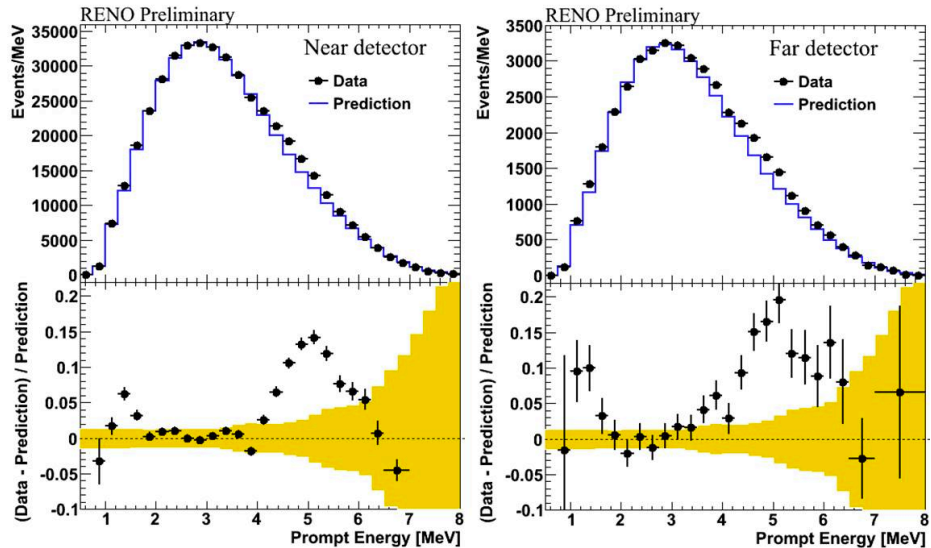 RENO Preliminary
Events/MeV
35000
30000
25000
20000
15000
10000
5000
0
Near detector
Data
Prediction
(Data - Prediction) / Prediction
0.2
0.15
0.1
0.05
0
-0.05
-0.1
1 2 3 4 5 6 7 8
Prompt Energy [MeV]
RENO Preliminary
Events/MeV
3500
3000
2500
2000
1500
1000
500
0
Far detector
Data
Prediction
(Data - Prediction) / Prediction
0.2
0.15
0.1
0.05
0
-0.05
-0.1
1 2 3 4 5 6 7 8
Prompt Energy [MeV]